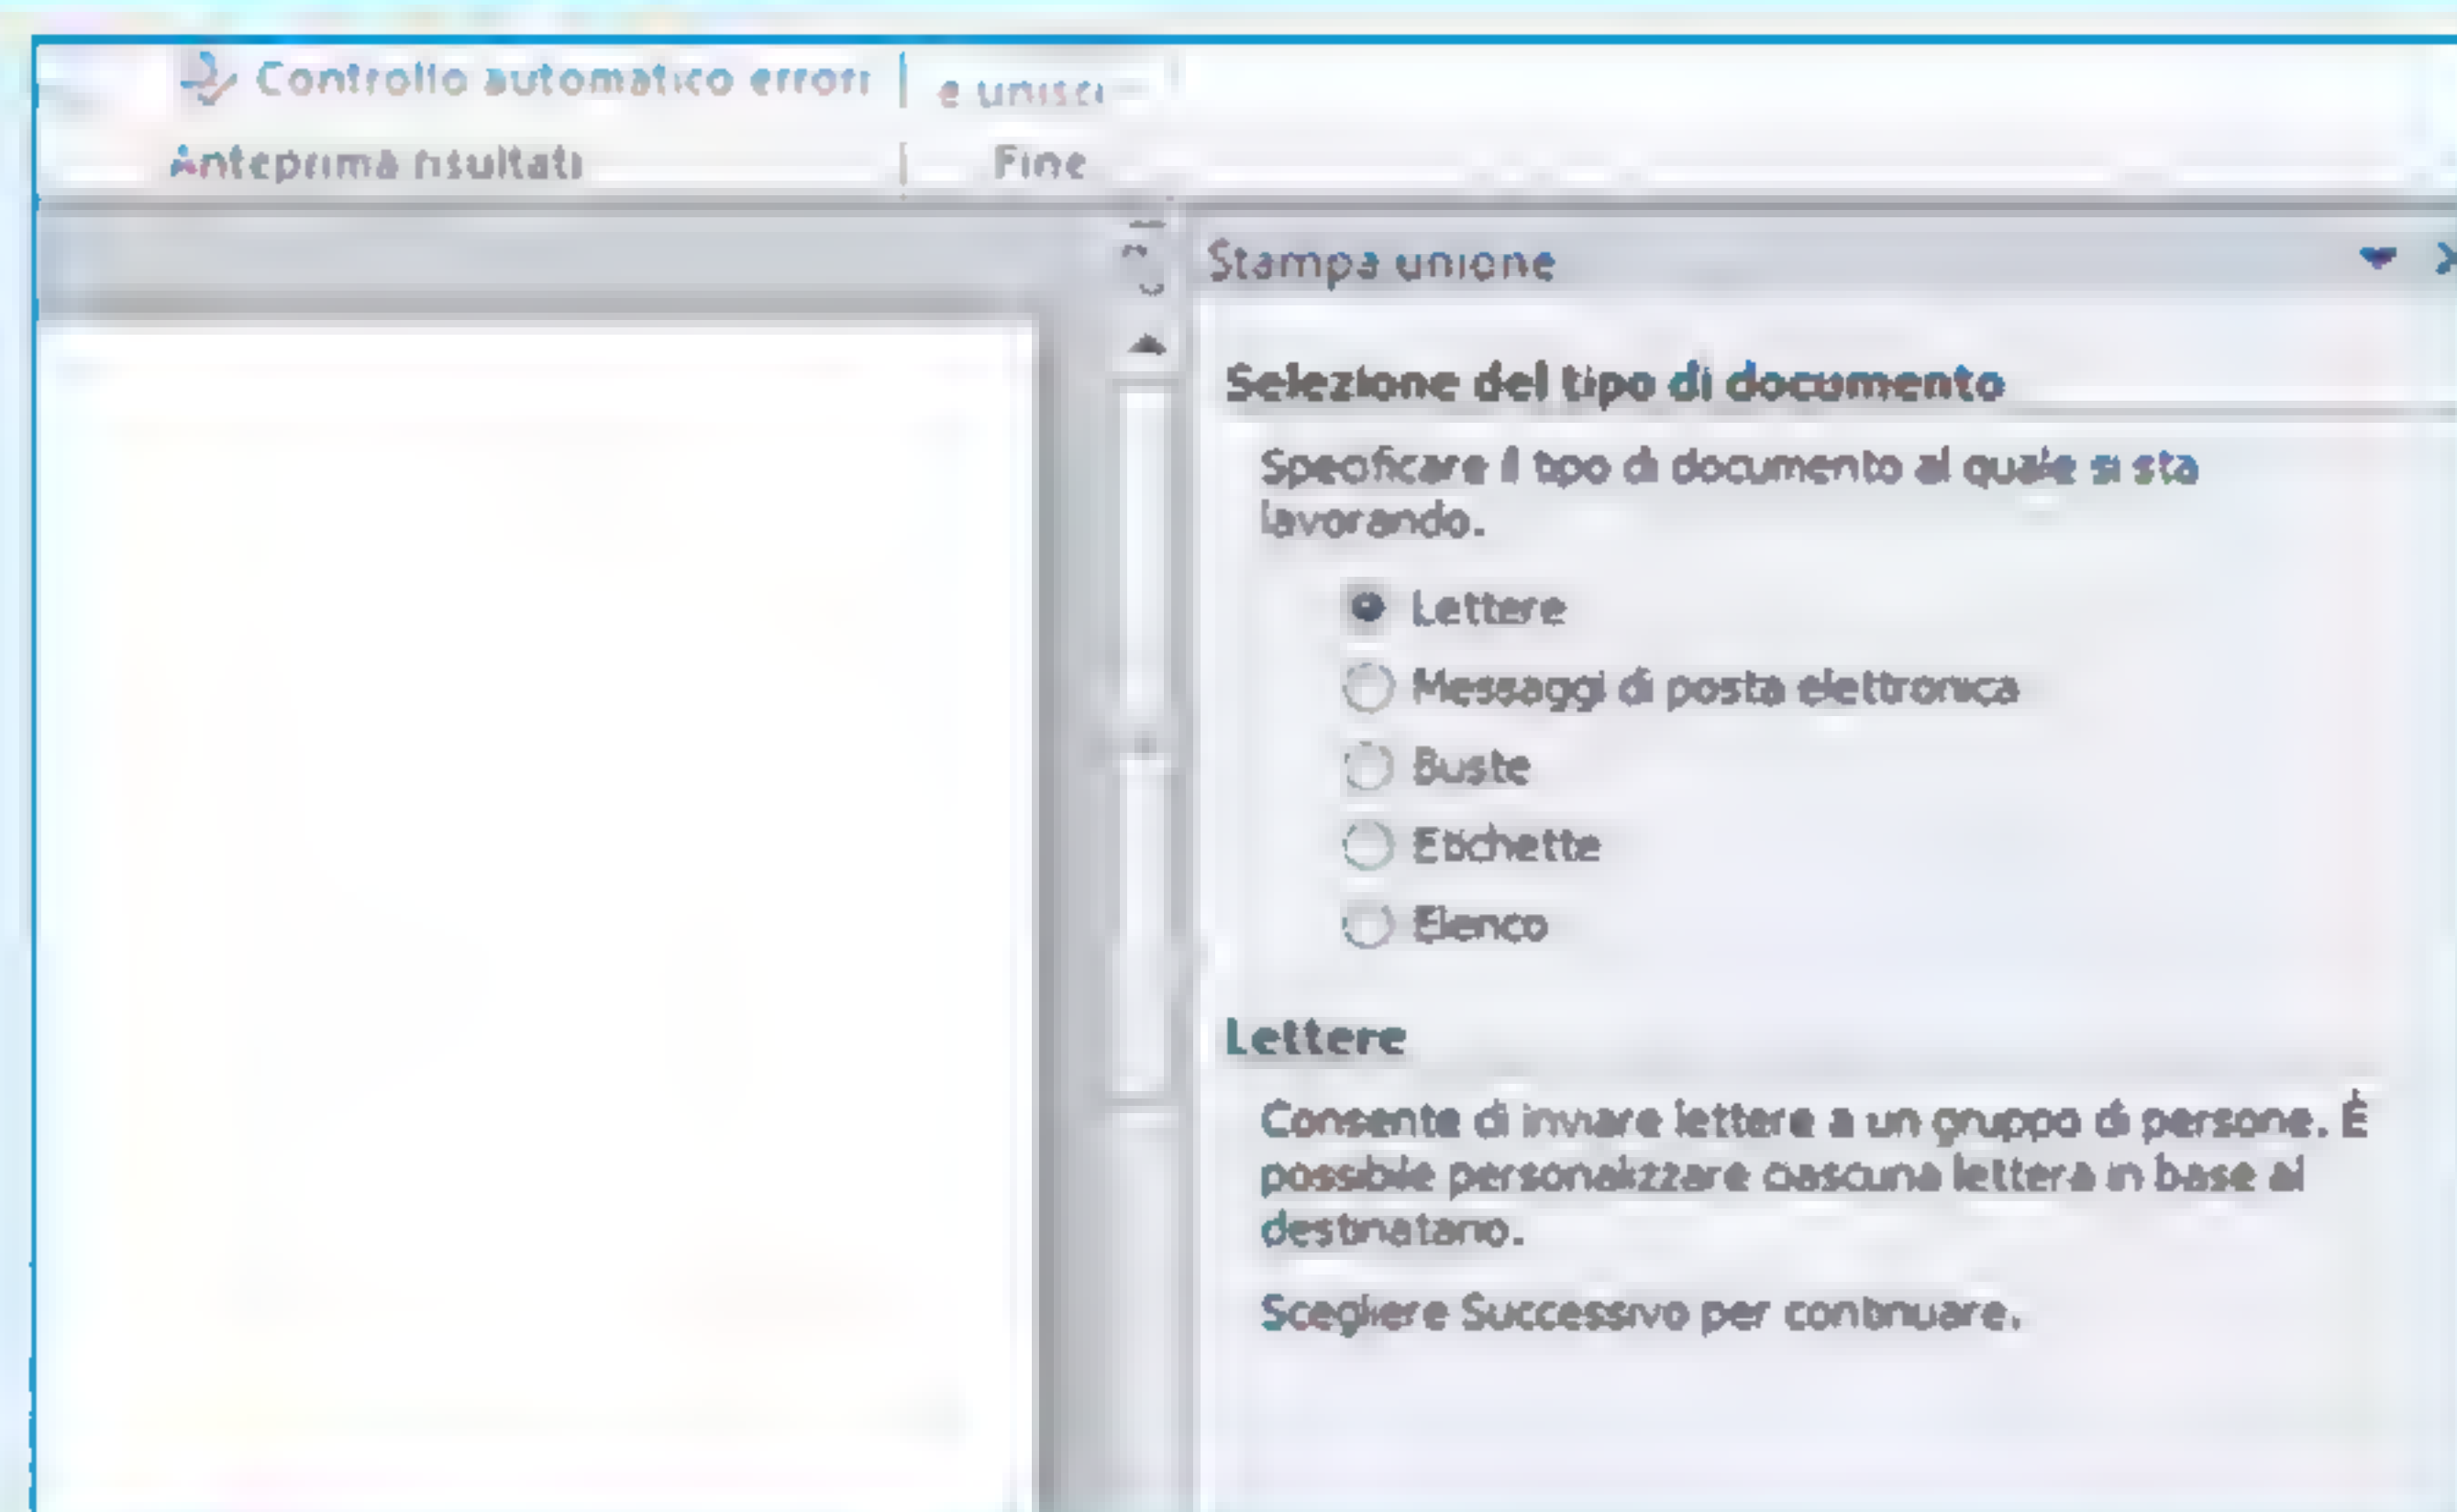 Controllo automatico errori
e unisci
Anteprima risultati
Fine
Stampa unione
Selezione del tipo di documento
Specificare il tipo di documento al quale si sta
lavorando.
Lettere
Messaggi di posta elettronica
Buste
Etichette
Elenco
Lettere
Consente di inviare lettere a un gruppo di persone. È
possibile personalizzare ciascuna lettera in base al
destinatario.
Scegliere Successivo per continuare.